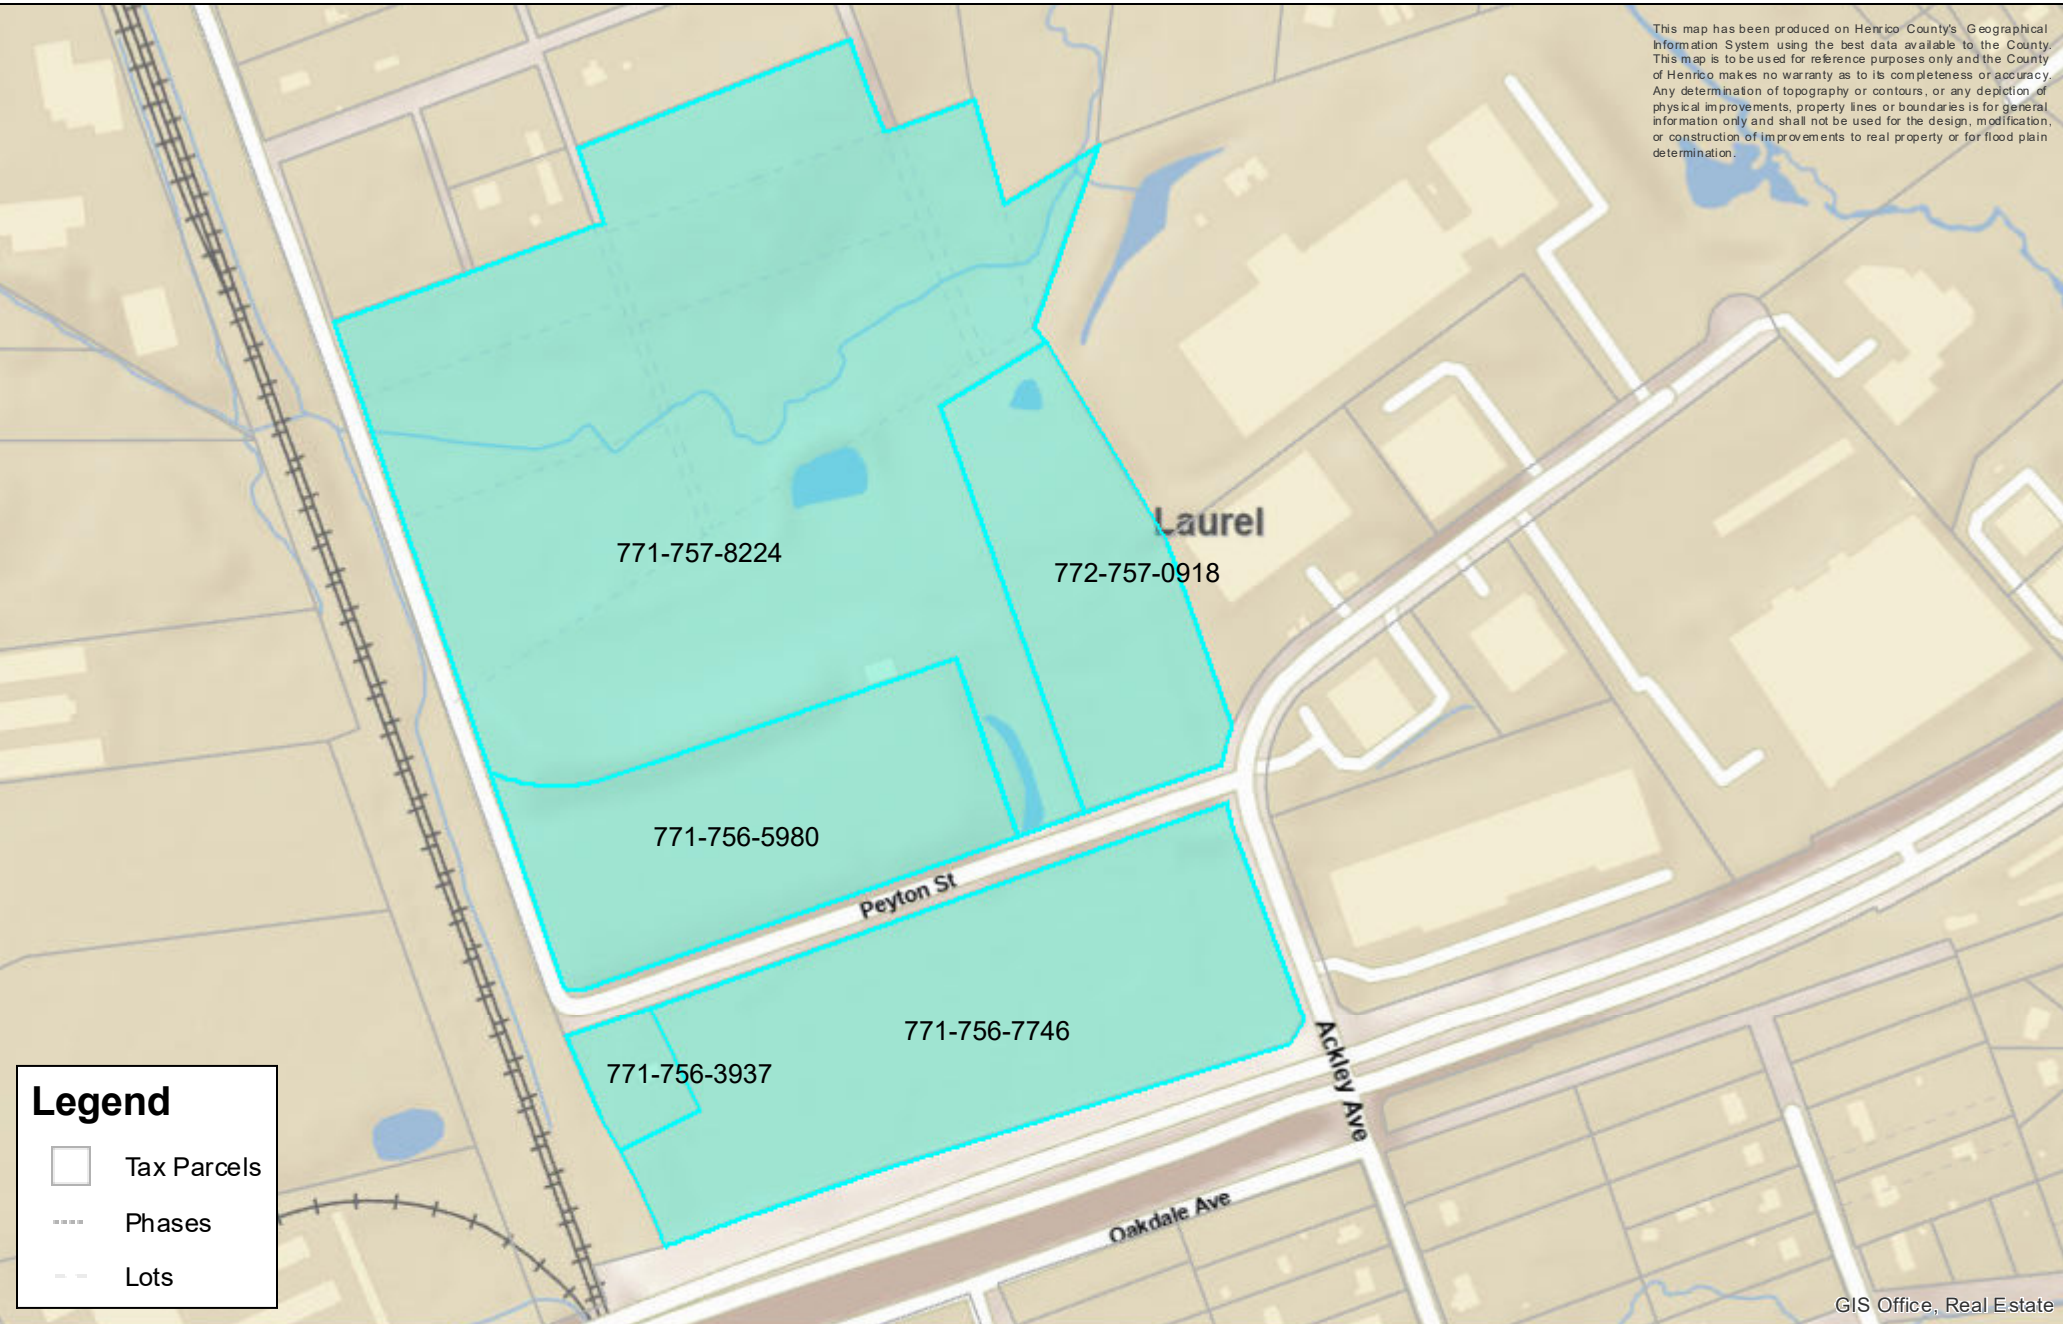 This map has been produced on Henrico County's Geographical
Information System using the best data available to the County.
This map is to be used for reference purposes only and the County
of Henrico makes no warranty as to its completeness or accuracy.
Any determination of topography or contours, or any depiction of
physical improvements, property lines or boundaries is for general
information only and shall not be used for the design, modification,
or construction of improvements to real property or for flood plain
determination.
Laurel
771-757-8224
772-757-0918
771-756-5980
Peyton St
771-756-7746
771-756-3937
Ackley Ave
Oakdale Ave
Legend
Tax Parcels
Phases
Lots
GIS Office, Real Estate